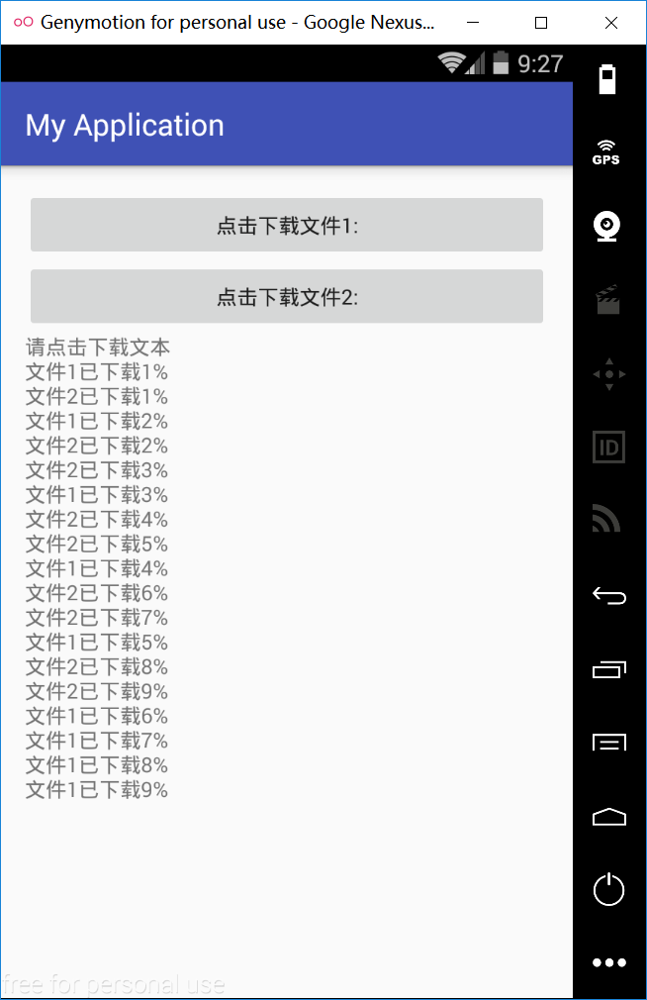 Genymotion for personal use - Google Nexus...
9:27
My Application
GPS
点击下载文件1:
点击下载文件2:
请点击下载文本
文件1已下载1%
文件2已下载1%
文件1已下载2%
文件2已下载2%
文件2已下载3%
文件1已下载3%
文件2已下载4%
文件2已下载5%
文件1已下载4%
文件2已下载6%
文件2已下载7%
文件1已下载5%
文件2已下载8%
文件2已下载9%
文件1已下载6%
文件1已下载7%
文件1已下载8%
文件1已下载9%
ID
free for personal use